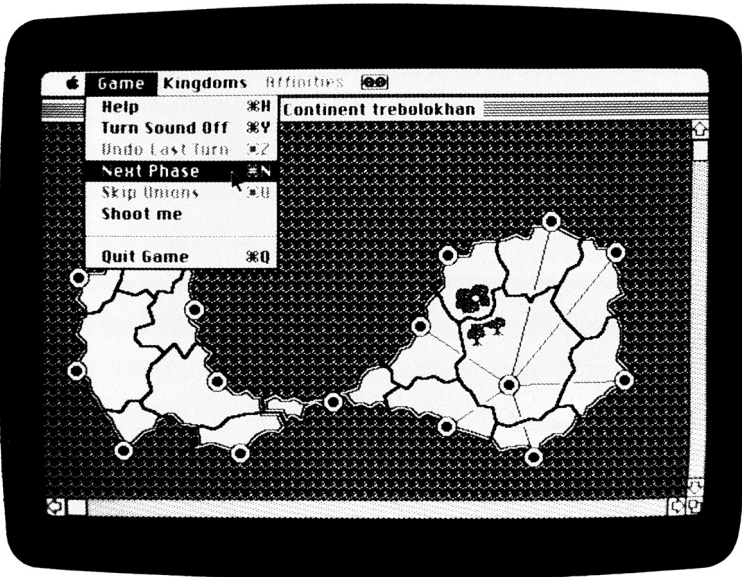 Game Kingdoms Affinities
Continent trebolokhan
Help ⌘H
Turn Sound Off ⌘Y
Undo Last Turn ⌘Z
Next Phase ⌘N
Skip Unions ⌘U
Shoot me
Quit Game ⌘Q